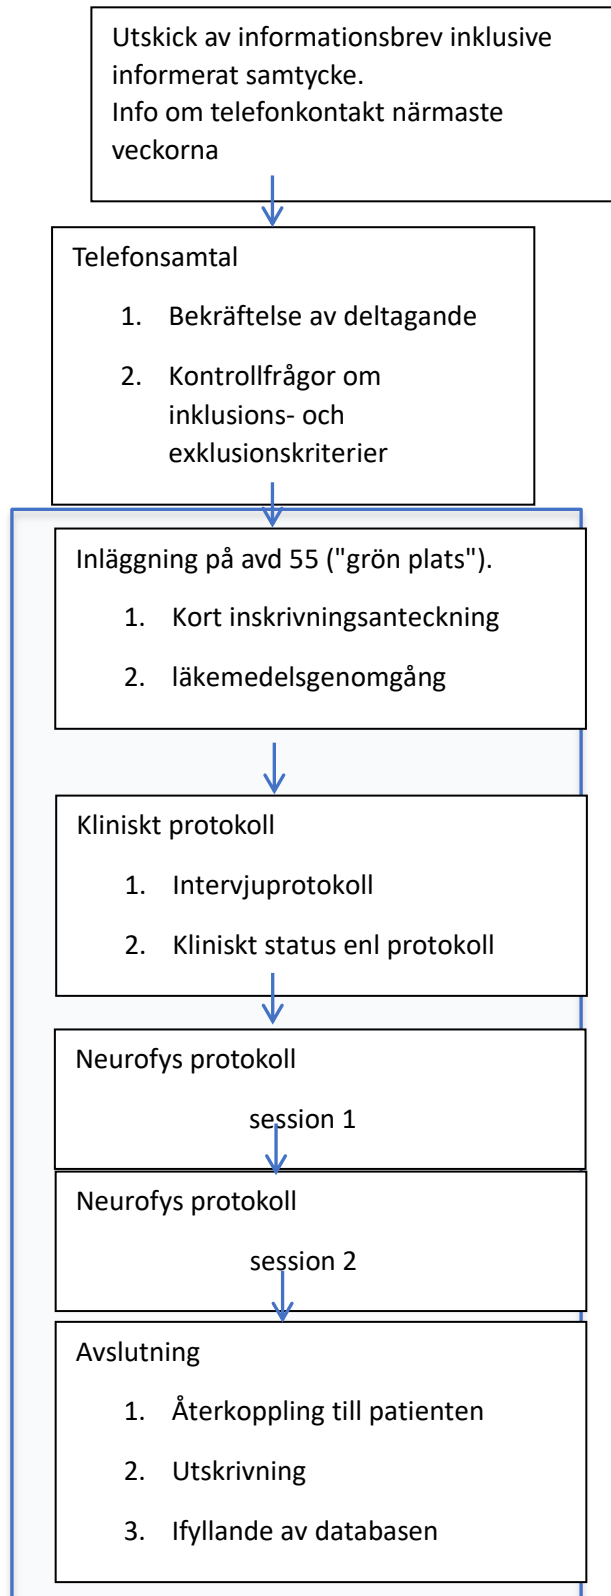 Utskick av informationsbrev inklusive
informerat samtycke.
Info om telefonkontakt närmaste
veckorna
Telefonsamtal
1. Bekräftelse av deltagande
2. Kontrollfrågor om
inklusions- och
exklusionskriterier
Inläggning på avd 55 ("grön plats").
1. Kort inskrivningsanteckning
2. läkemedelsgenomgång
Kliniskt protokoll
1. Intervjuprotokoll
2. Kliniskt status enl protokoll
Neurofys protokoll
session 1
Neurofys protokoll
session 2
Avslutning
1. Återkoppling till patienten
2. Utskrivning
3. Ifyllande av databasen